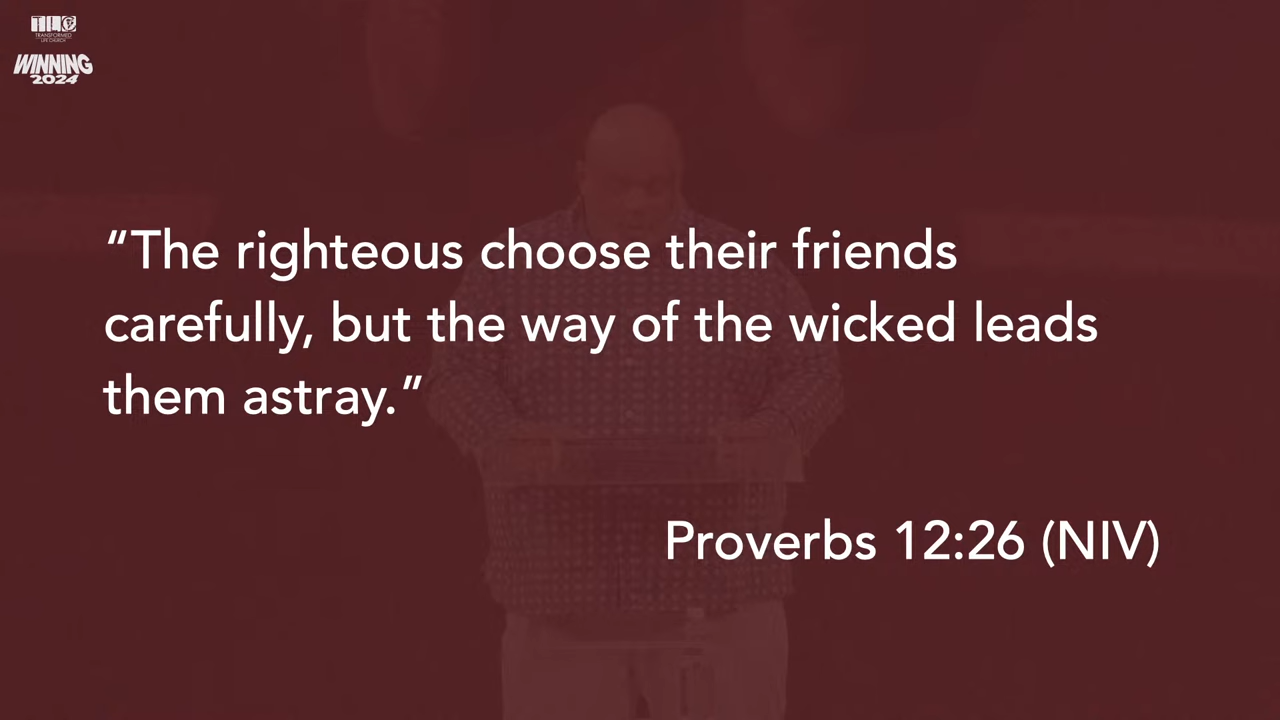 TLC
TRANSFORMED
LIFE CHURCH
WINNING
2024
“The righteous choose their friends
carefully, but the way of the wicked leads
them astray.”
Proverbs 12:26 (NIV)